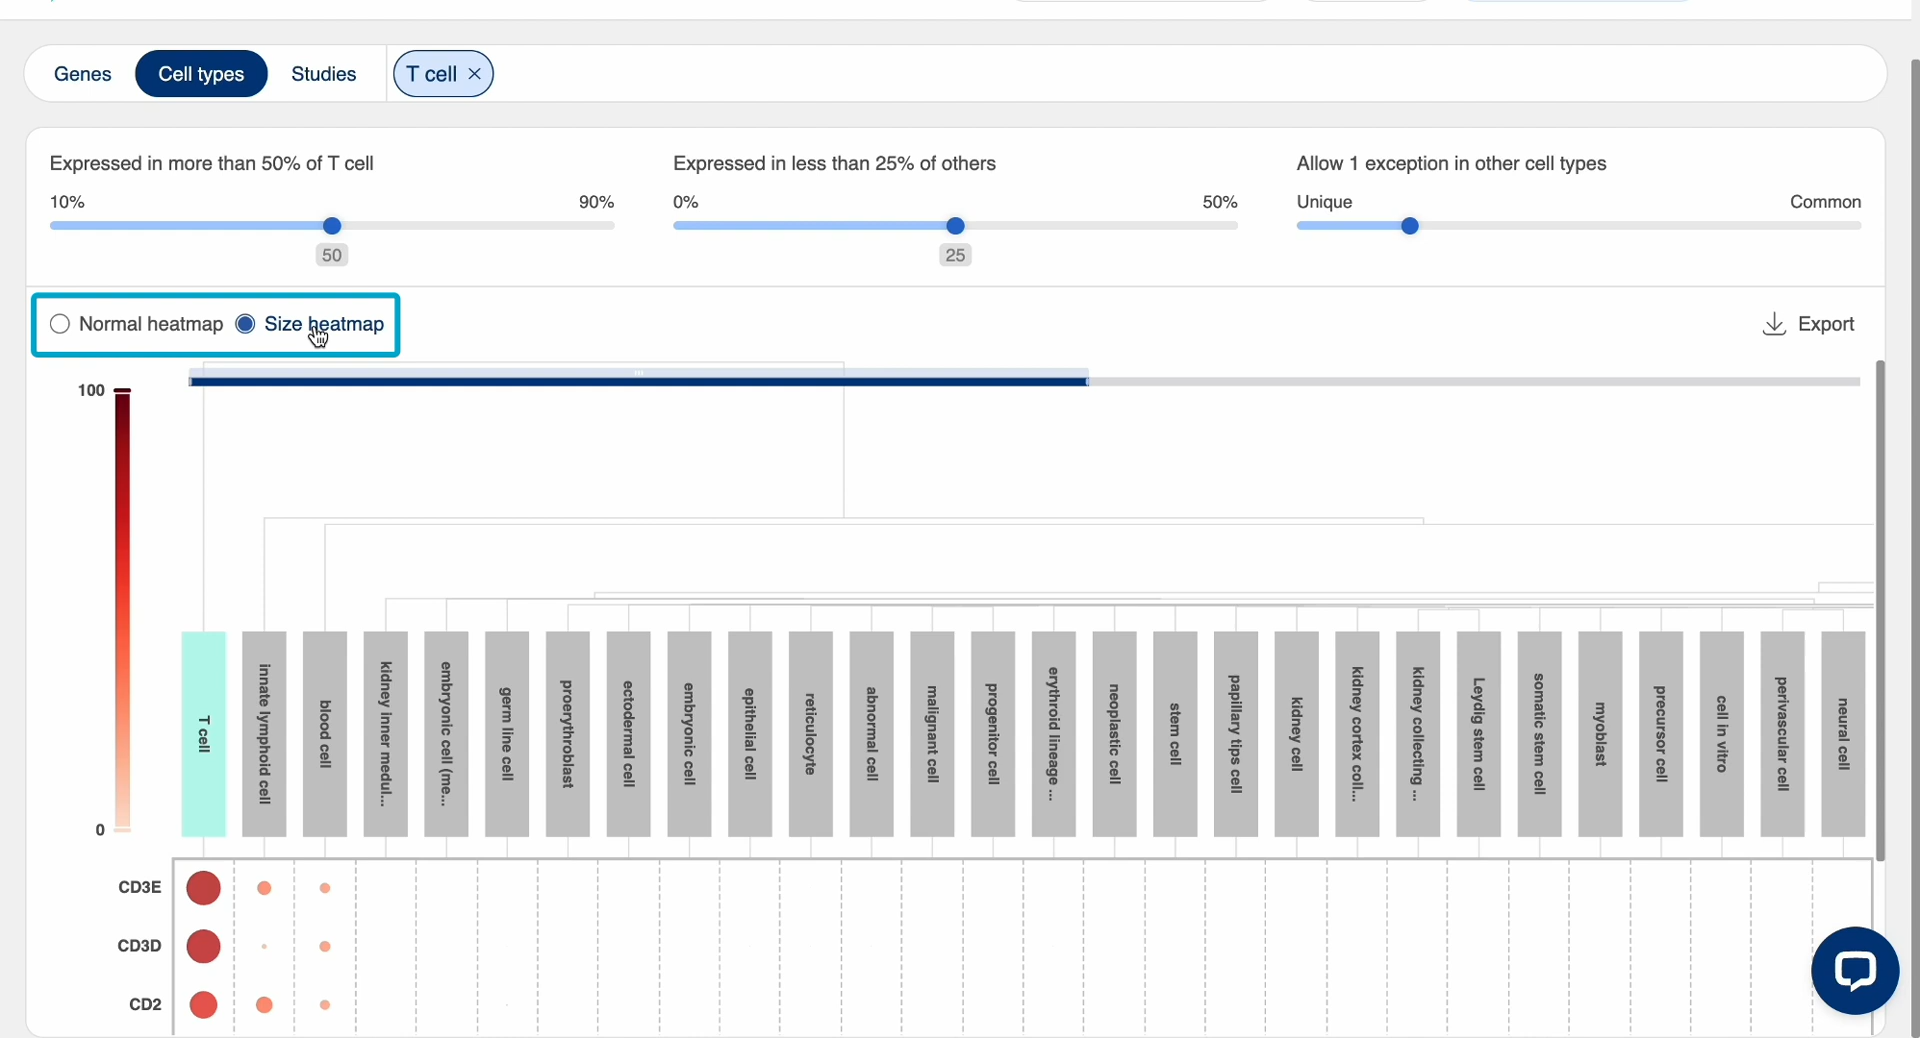 Genes Cell types Studies T cell ×
Expressed in more than 50% of T cell
10% 90%
50
Expressed in less than 25% of others
0% 50%
25
Allow 1 exception in other cell types
Unique Common
Normal heatmap Size heatmap
Export
100
0
T cell
innate lymphoid cell
blood cell
kidney inner medul...
embryonic cell (me...
germ line cell
proerythroblast
ectodermal cell
embryonic cell
epithelial cell
reticulocyte
abnormal cell
malignant cell
progenitor cell
erythroid lineage ...
neoplastic cell
stem cell
papillary tips cell
kidney cell
kidney cortex coll...
kidney collecting ...
Leydig stem cell
somatic stem cell
myoblast
precursor cell
cell in vitro
perivascular cell
neural cell
CD3E
CD3D
CD2